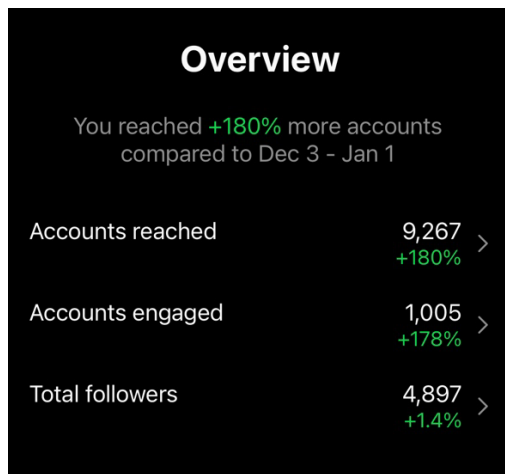 Overview
You reached +180% more accounts
compared to Dec 3 - Jan 1
Accounts reached 9,267
+180%
Accounts engaged 1,005
+178%
Total followers 4,897
+1.4%